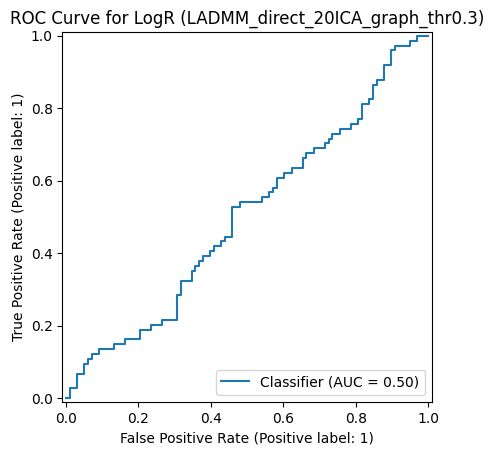 ROC Curve for LogR (LADMM_direct_20ICA_graph_thr0.3)
1.0
0.8
0.6
0.4
0.2
0.0
True Positive Rate (Positive label: 1)
Classifier (AUC = 0.50)
0.0 0.2 0.4 0.6 0.8 1.0
False Positive Rate (Positive label: 1)